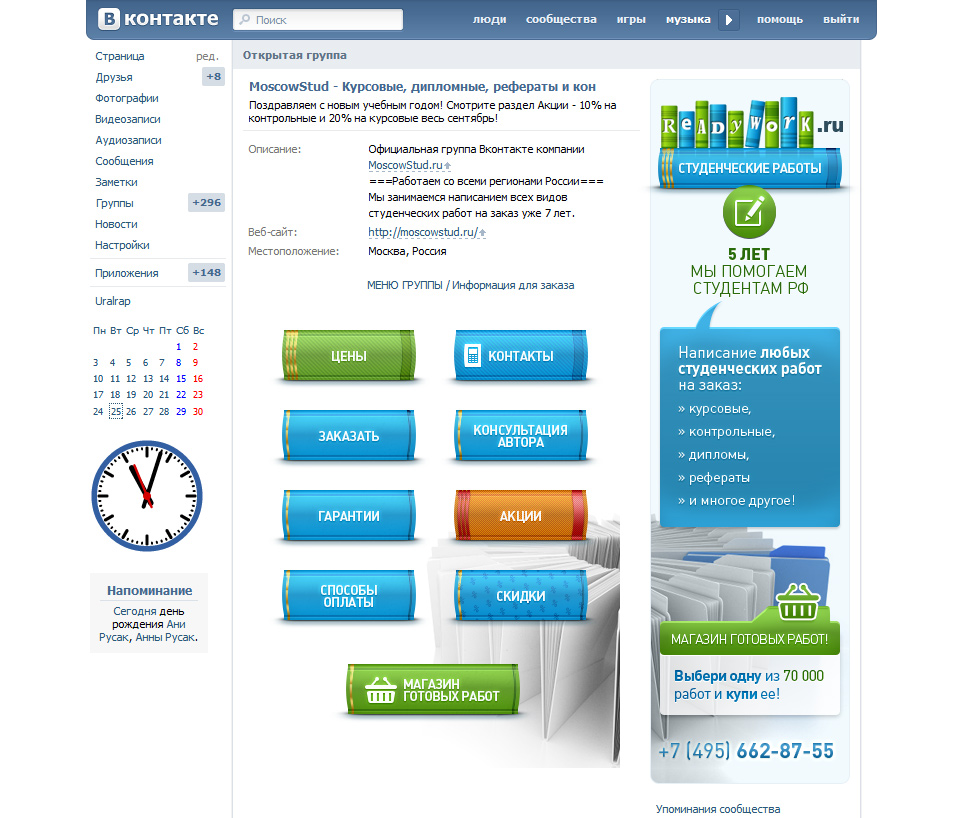 В контакте
Поиск
люди сообщества игры музыка помощь выйти
Страница ред.
Друзья +8
Фотографии
Видеозаписи
Аудиозаписи
Сообщения
Заметки
Группы +296
Новости
Настройки
Приложения +148
Uralrap
Пн Вт Ср Чт Пт Сб Вс
1 2
3 4 5 6 7 8 9
10 11 12 13 14 15 16
17 18 19 20 21 22 23
24 25 26 27 28 29 30
Напоминание
Сегодня день
рождения Ани
Русак, Анны Русак.
Открытая группа
MoscowStud - Курсовые, дипломные, рефераты и кон
Поздравляем с новым учебным годом! Смотрите раздел Акции - 10% на
контрольные и 20% на курсовые весь сентябрь!
Описание: Официальная группа Вконтакте компании
MoscowStud.ru
===Работаем со всеми регионами России===
Мы занимаемся написанием всех видов
студенческих работ на заказ уже 7 лет.
Веб-сайт: http://moscowstud.ru/
Местоположение: Москва, Россия
МЕНЮ ГРУППЫ / Информация для заказа
ЦЕНЫ
КОНТАКТЫ
ЗАКАЗАТЬ
КОНСУЛЬТАЦИЯ
АВТОРА
ГАРАНТИИ
АКЦИИ
СПОСОБЫ
ОПЛАТЫ
СКИДКИ
МАГАЗИН
ГОТОВЫХ РАБОТ
ReADyWoRK.ru
СТУДЕНЧЕСКИЕ РАБОТЫ
5 ЛЕТ
МЫ ПОМОГАЕМ
СТУДЕНТАМ РФ
Написание любых
студенческих работ
на заказ:
» курсовые,
» контрольные,
» дипломы,
» рефераты
» и многое другое!
МАГАЗИН ГОТОВЫХ РАБОТ!
Выбери одну из 70 000
работ и купи ее!
+7 (495) 662-87-55
Упоминания сообщества